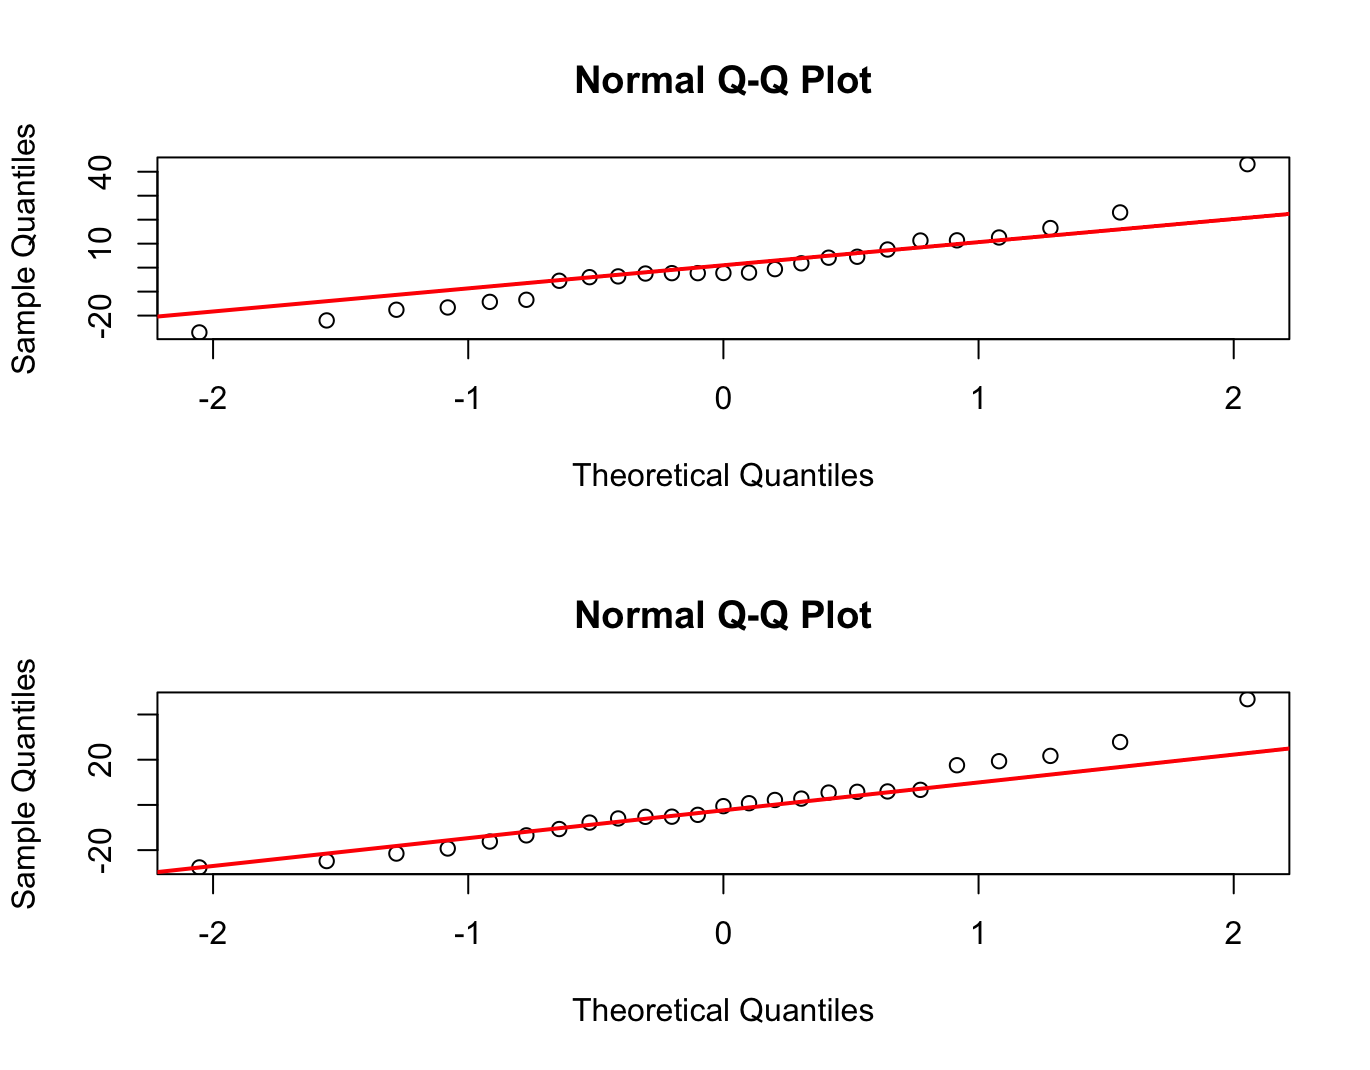 Normal Q-Q Plot
Sample Quantiles
40
10
-20
-2 -1 0 1 2
Theoretical Quantiles
Normal Q-Q Plot
Sample Quantiles
20
-20
-2 -1 0 1 2
Theoretical Quantiles